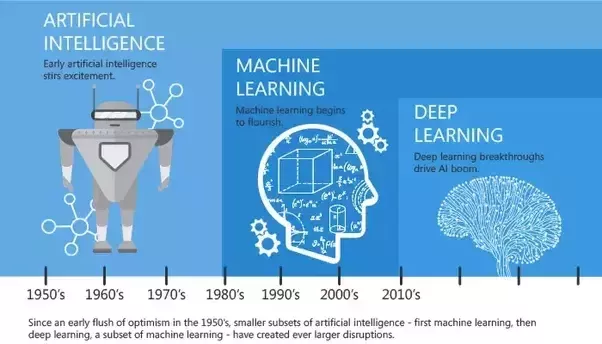 ARTIFICIAL
INTELLIGENCE
Early artificial intelligence
stirs excitement.
MACHINE
LEARNING
Machine learning begins
to flourish.
DEEP
LEARNING
Deep learning breakthroughs
drive AI boom.
1950's 1960's 1970's 1980's 1990's 2000's 2010's
Since an early flush of optimism in the 1950's, smaller subsets of artificial intelligence - first machine learning, then
deep learning, a subset of machine learning - have created ever larger disruptions.